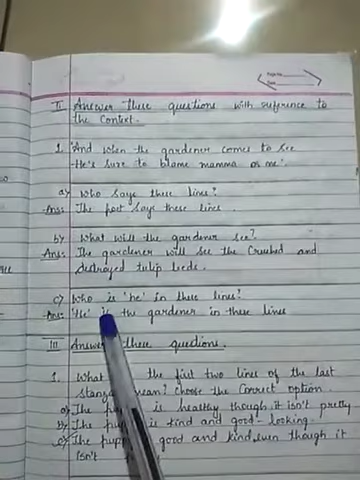 II Answer these questions with reference to
the Context.
1. "And when the gardener comes to see
He's sure to blame mamma or me".
a) Who says these lines?
Ans: The poet says these lines.
b) What will the gardener see?
Ans: The gardener will see the Crushed and
destroyed tulip beds.
c) Who is 'he' in these lines?
Ans: 'He' is the gardener in these lines
III Answer these questions.
1. What the first two lines of the last
stanza mean? Choose the Correct option.
a) The is healthy though it isn't pretty
b) The is kind and good-looking.
c) The good and kind, even though it
isn't